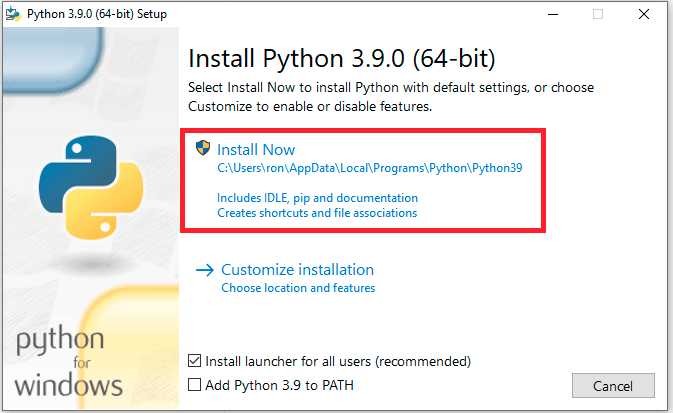 Python 3.9.0 (64-bit) Setup
Install Python 3.9.0 (64-bit)
Select Install Now to install Python with default settings, or choose
Customize to enable or disable features.
Install Now
C:\Users\ron\AppData\Local\Programs\Python\Python39
Includes IDLE, pip and documentation
Creates shortcuts and file associations
Customize installation
Choose location and features
Install launcher for all users (recommended)
Add Python 3.9 to PATH
Cancel
python
for
windows